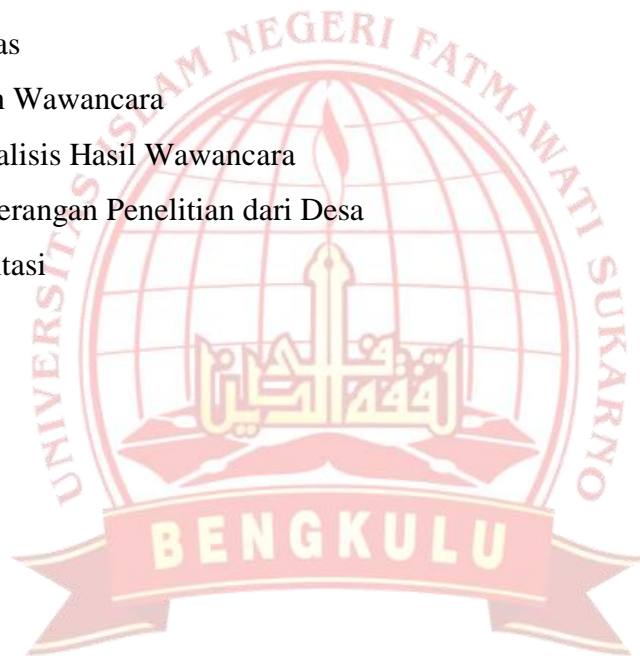 as
n Wawancara
alisis Hasil Wawancara
erangan Penelitian dari Desa
tasi
UNIVERSITAS ISLAM NEGERI FATMAWATI SUKARNO
BENGKULU